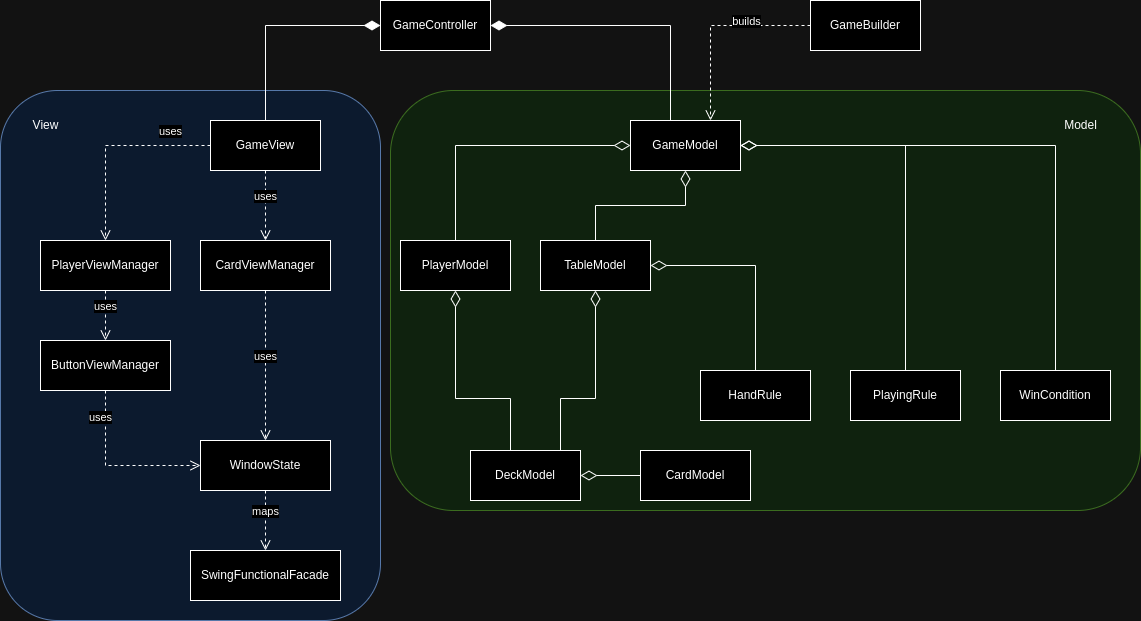 GameController
builds
GameBuilder
View
Model
uses
GameView
GameModel
uses
PlayerViewManager
CardViewManager
PlayerModel
TableModel
uses
uses
ButtonViewManager
HandRule
PlayingRule
WinCondition
uses
WindowState
DeckModel
CardModel
maps
SwingFunctionalFacade